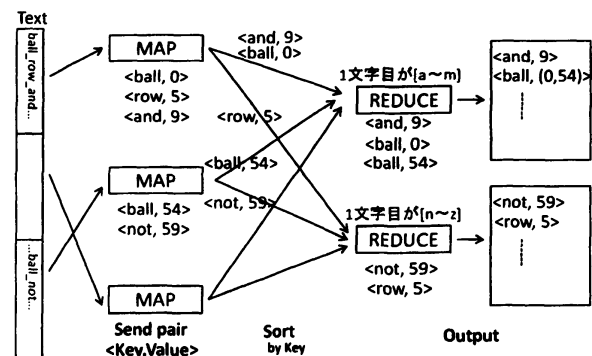 Text
ball_row_and...
...ball_not...
MAP
<ball, 0>
<row, 5>
<and, 9>
MAP
<ball, 54>
<not, 59>
MAP
Send pair
<Key,Value>
<and, 9>
<ball, 0>
<row, 5>
<ball, 54>
<not, 59>
Sort
by Key
1文字目が[a～m]
REDUCE
<and, 9>
<ball, 0>
<ball, 54>
1文字目が[n～z]
REDUCE
<not, 59>
<row, 5>
<and, 9>
<ball, (0,54)>
<not, 59>
<row, 5>
Output